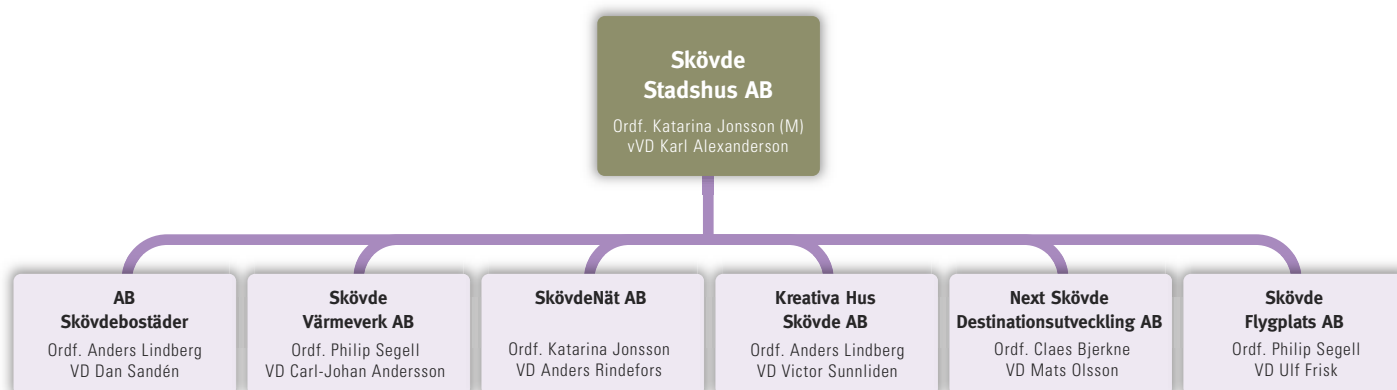 Skövde
Stadshus AB
Ordf. Katarina Jonsson (M)
vVD Karl Alexanderson
AB
Skövdebostäder
Ordf. Anders Lindberg
VD Dan Sandén
Skövde
Värmeverk AB
Ordf. Philip Segell
VD Carl-Johan Andersson
SkövdeNät AB
Ordf. Katarina Jonsson
VD Anders Rindefors
Kreativa Hus
Skövde AB
Ordf. Anders Lindberg
VD Victor Sunnliden
Next Skövde
Destinationsutveckling AB
Ordf. Claes Bjerkne
VD Mats Olsson
Skövde
Flygplats AB
Ordf. Philip Segell
VD Ulf Frisk